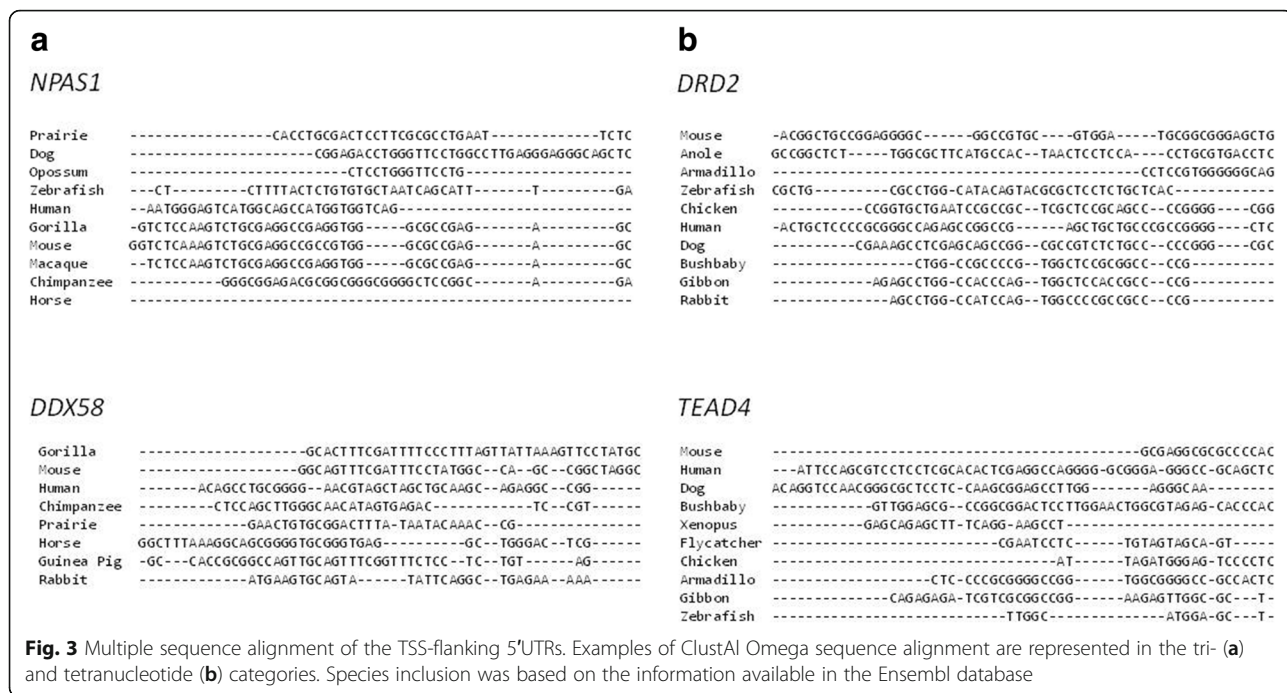 a
NPAS1
Prairie -----------------CACCTGCGACTCCTTCGCGCCTGAAT-------------TCTC
Dog ----------------------CGGAGACCTGGGTTCCTGGCCTTGAGGGAGGGCAGCTC
Opossum --------------------------CTCCTGGGTTCCTG--------------------
Zebrafish ---CT---------CTTTTACTCTGTGTGCTAATCAGCATT-------T---------GA
Human --AATGGGAGTCATGGCAGCCATGGTGGTCAG----------------------------
Gorilla -GTCTCCAAGTCTGCGAGGCCGAGGTGG-----GCGCCGAG-------A---------GC
Mouse GGTCTCAAAGTCTGCGAGGCCGCCGTGG-----GCGCCGAG-------A---------GC
Macaque --TCTCCAAGTCTGCGAGGCCGAGGTGG-----GCGCCGAG-------A---------GC
Chimpanzee -----------GGGCGGAGACGCGGCGGGCGGGGCTCCGGC-------A---------GA
Horse ------------------------------------------------------------
DDX58
Gorilla --------------------GCACTTTCGATTTTCCCTTTAGTTATTAAAGTTCCTATGC
Mouse -------------------GGCAGTTTCGATTTCCTATGGC--CA--GC--CGGCTAGGC
Human -------ACAGCCTGCGGGG--AACGTAGCTAGCTGCAAGC--AGAGGC--CGG------
Chimpanzee ---------CTCCAGCTTGGGCAACATAGTGAGAC------------TC--CGT------
Prairie -------------GAACTGTGCGGACTTTA-TAATACAAAC--CG---------------
Horse GGCTTTAAAGGCAGCGGGGTGCGGGTGAG----------GC--TGGGAC--TCG------
Guinea Pig -GC---CACCGCGGCCAGTTGCAGTTTCGGTTTCTCC--TC--TGT-----AG-------
Rabbit -------------ATGAAGTGCAGTA------TATTCAGGC--TGAGAA--AAA------
b
DRD2
Mouse -ACGGCTGCCGGAGGGGC------GGCCGTGC----GTGGA-----TGCGGCGGGAGCTG
Anole GCCGGCTCT-----TGGCGCTTCATGCCAC---TAACTCCTCCA----CCTGCGTGACCTC
Armadillo --------------------------------------------CCTCCGTGGGGGGCAG
Zebrafish CGCTG---------CGCCTGG-CATACAGTACGCGCTCCTCTGCTCAC------------
Chicken -----------CCGGTGCTGAATCCGCCGC--TCGCTCCGCAGCC--CCGGGG----CGG
Human -ACTGCTCCCCGCGGGCCAGAGCCGGCCG------AGCTGCTGCCCGCCGGGG----CTC
Dog ----------CGAAAGCCTCGAGCAGCCGG--CGCCGTCTCTGCC--CCCGGG----CGC
Bushbaby -----------------CTGG-CCGCCCCG--TGGCTCCGCGGCC--CCG----------
Gibbon ------------AGAGCCTGG-CCACCCAG--TGGCTCCACCGCC--CCG----------
Rabbit --------------AGCCTGG-CCATCCAG--TGGCCCCGCCGCC--CCG----------
TEAD4
Mouse --------------------------------------------GCGAGGCGCGCCCCAC
Human ---ATTCCAGCGTCCTCCTCGCACACTCGAGGCCAGGGG-GCGGGA-GGGCC-GCAGCTC
Dog ACAGGTCCAACGGGCGCTCCTC-CAAGCGGAGCCTTGG-------AGGGCAA--------
Bushbaby -----------GTTGGAGCG--CCGGCGGACTCCTTGGAACTGGCGTAGAG-CACCCAC
Xenopus -----------GAGCAGAGCTT-TCAGG-AAGCCT-------------------------
Flycatcher ---------------------------CGAATCCTC-----TGTAGTAGCA-GT------
Chicken ----------------------------------AT-----TAGATGGGAG-TCCCCTC
Armadillo -------------------CTC-CCCGCGGGGCCGG-----TGGCGGGGCC-GCCACTC
Gibbon --------------CAGAGAGA-TCGTCGCGGCCGG-----AAGAGTTGGC-GC---T-
Zebrafish ----------------------------TTGGC-----------ATGGA-GC---T-
Fig. 3 Multiple sequence alignment of the TSS-flanking 5′UTRs. Examples of ClustAl Omega sequence alignment are represented in the tri- (a)
and tetranucleotide (b) categories. Species inclusion was based on the information available in the Ensembl database